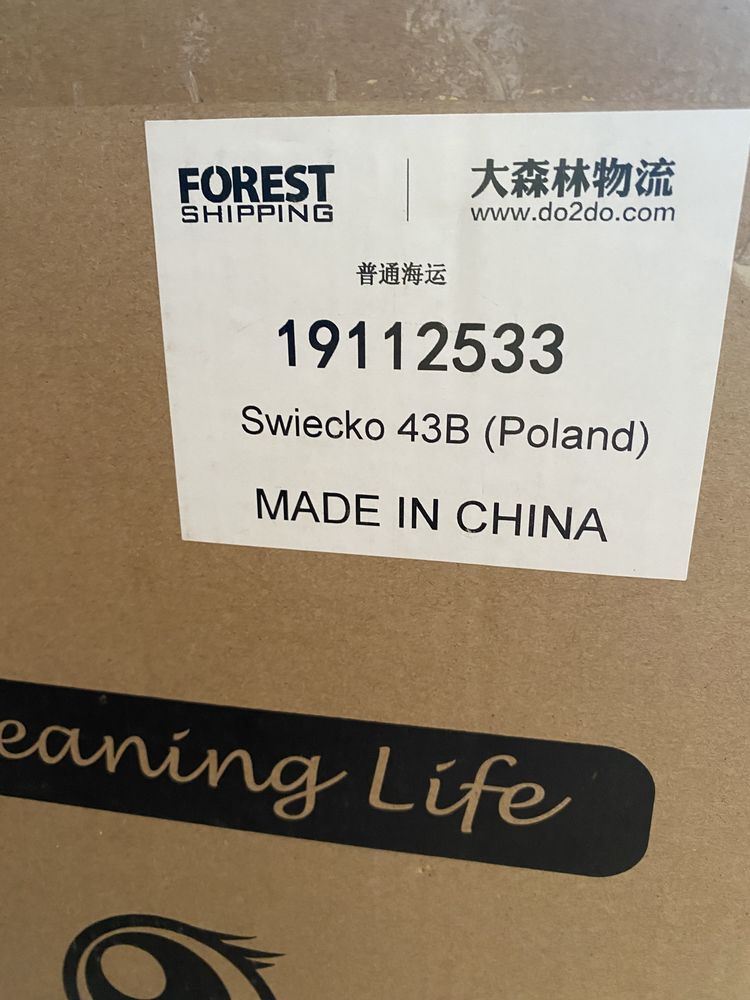 FOREST
SHIPPING
大森林物流
www.do2do.com
普通海运
19112533
Swiecko 43B (Poland)
MADE IN CHINA
eaning Life